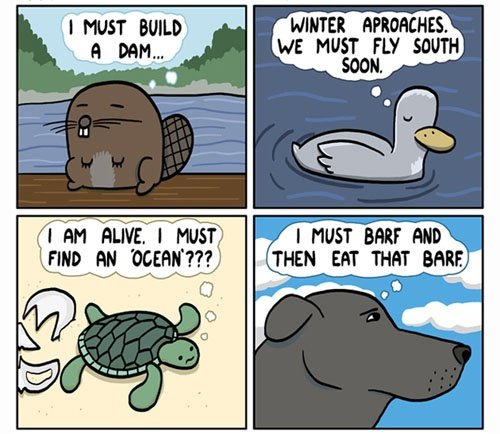 I MUST BUILD
A DAM...
WINTER APROACHES.
WE MUST FLY SOUTH
SOON.
I AM ALIVE. I MUST
FIND AN 'OCEAN'???
I MUST BARF AND
THEN EAT THAT BARF.